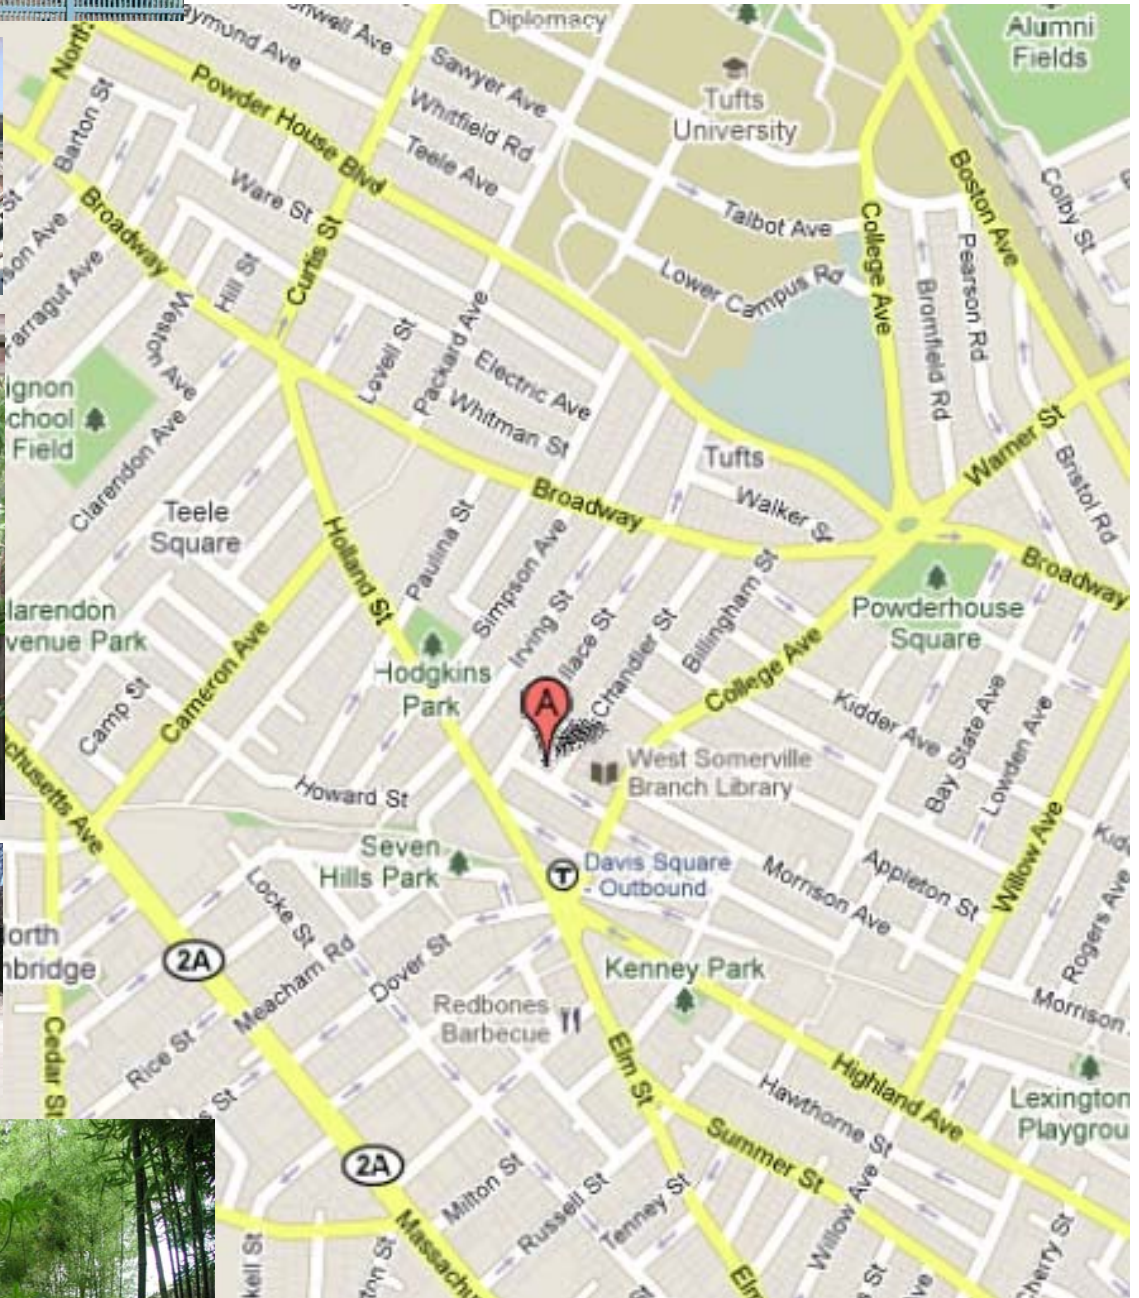 Diplomacy
Alumni
Fields
North
Sawyer Ave
Powder House Blvd
Whitfield Rd
Tufts
University
Barton St
Teele Ave
Boston Ave
Colby St
Ware St
Talbot Ave
Broadway
Curtis St
College Ave
Pearson Rd
Lower Campus Rd
Hill St
Bromfield Rd
Weston Ave
Farragut Ave
Lovell St
Packard Ave
Electric Ave
Whitman St
Field
Clarendon Ave
Warner St
Tufts
Walker St
Bristol Rd
Broadway
Teele
Square
Holland St
Paulina St
Simpson Ave
Billingham St
Broadway
Powderhouse
Square
Irving St
Chandler St
College Ave
Cameron Ave
Hodgkins
Park
Camp St
A
Kidder Ave
Bay State Ave
Lowden Ave
West Somerville
Branch Library
Howard St
Willow Ave
Seven
Hills Park
T
Davis Square
- Outbound
Morrison Ave
Appleton St
Locke St
Rogers Ave
2A
Meacham Rd
Dover St
Kenney Park
Redbones
Barbecue
Morrison
Cedar St
Rice St
Elm St
Highland Ave
Hawthorne St
Lexington
Summer St
2A
Milton St
Russell St
Tenney St
Willow Ave